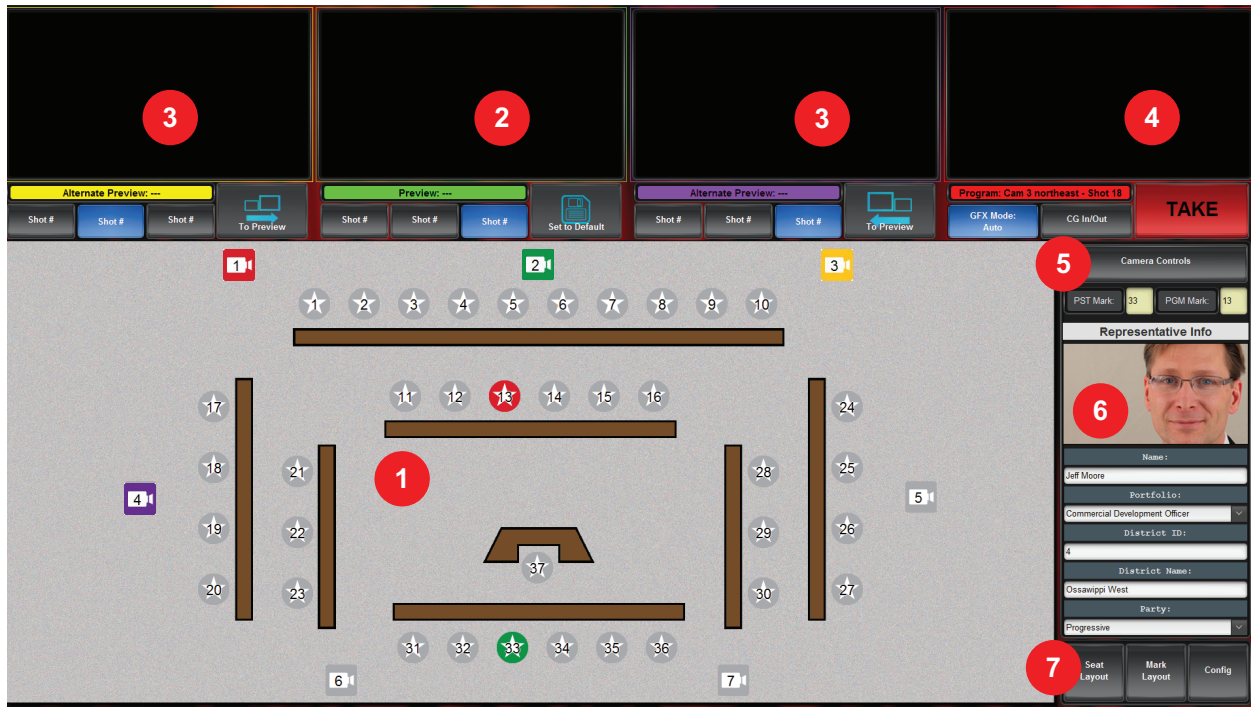 3
2
3
4
Alternate Preview: ---
Preview: ---
Alternate Preview: ---
Program: Cam 3 northeast - Shot 18
Shot #
Shot #
Shot #
To Preview
Shot #
Shot #
Shot #
Set to Default
Shot #
Shot #
Shot #
To Preview
GFX Mode:
Auto
CG In/Out
TAKE
1
2
3
5
Camera Controls
1 2 3 4 5 6 7 8 9 10
PST Mark:
33
PGM Mark:
13
Representative Info
11 12 13 14 15 16
17
18
19
20
21
22
23
24
25
26
27
28
29
30
4
1
5
6
37
31 32 33 34 35 36
6
7
Name:
Jeff Moore
Portfolio:
Commercial Development Officer
District ID:
4
District Name:
Ossawippi West
Party:
Progressive
7
Seat
Layout
Mark
Layout
Config